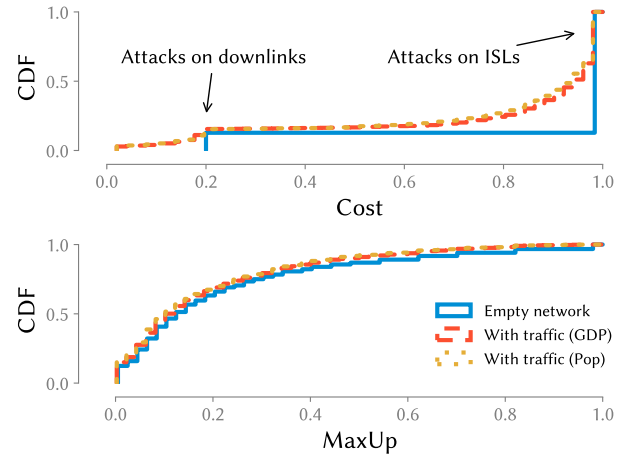 1.0
Attacks on downlinks
Attacks on ISLs
CDF
0.5
0.0
0.0 0.2 0.4 0.6 0.8 1.0
Cost
1.0
CDF
0.5
Empty network
With traffic (GDP)
With traffic (Pop)
0.0
0.0 0.2 0.4 0.6 0.8 1.0
MaxUp